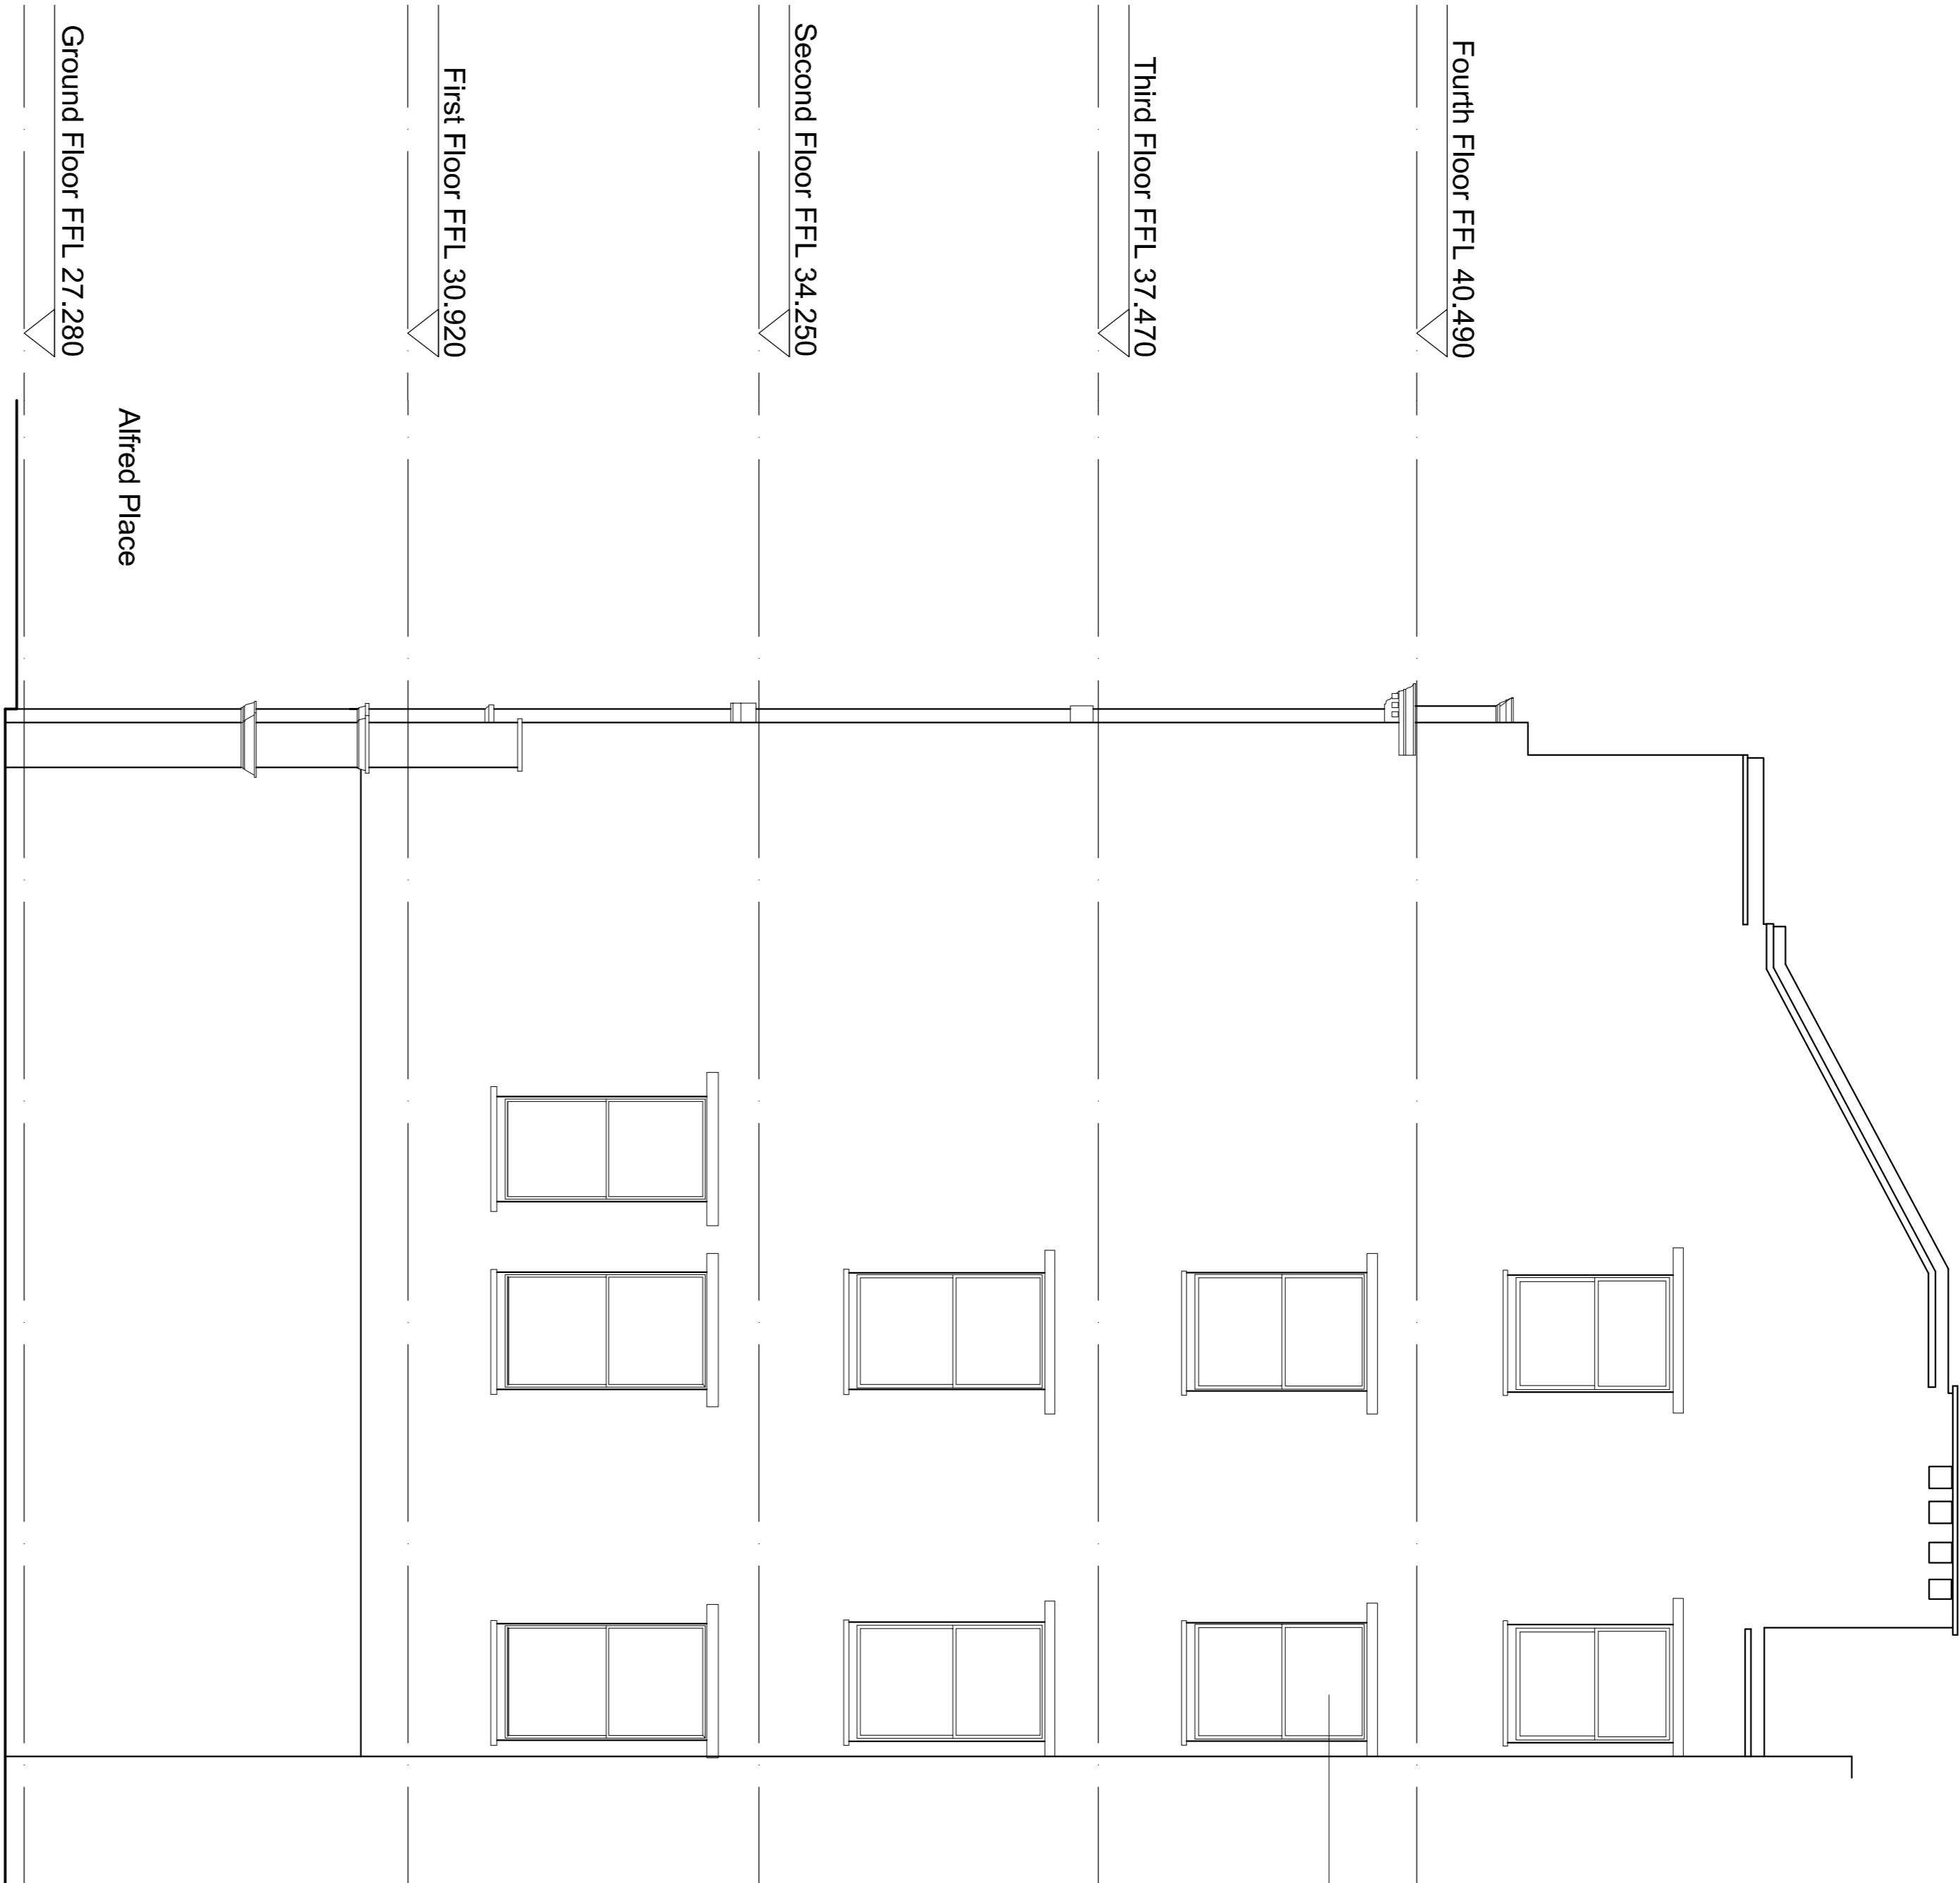 Fourth Floor FFL 40.490
Third Floor FFL 37.470
Second Floor FFL 34.250
First Floor FFL 30.920
Ground Floor FFL 27.280
Alfred Place